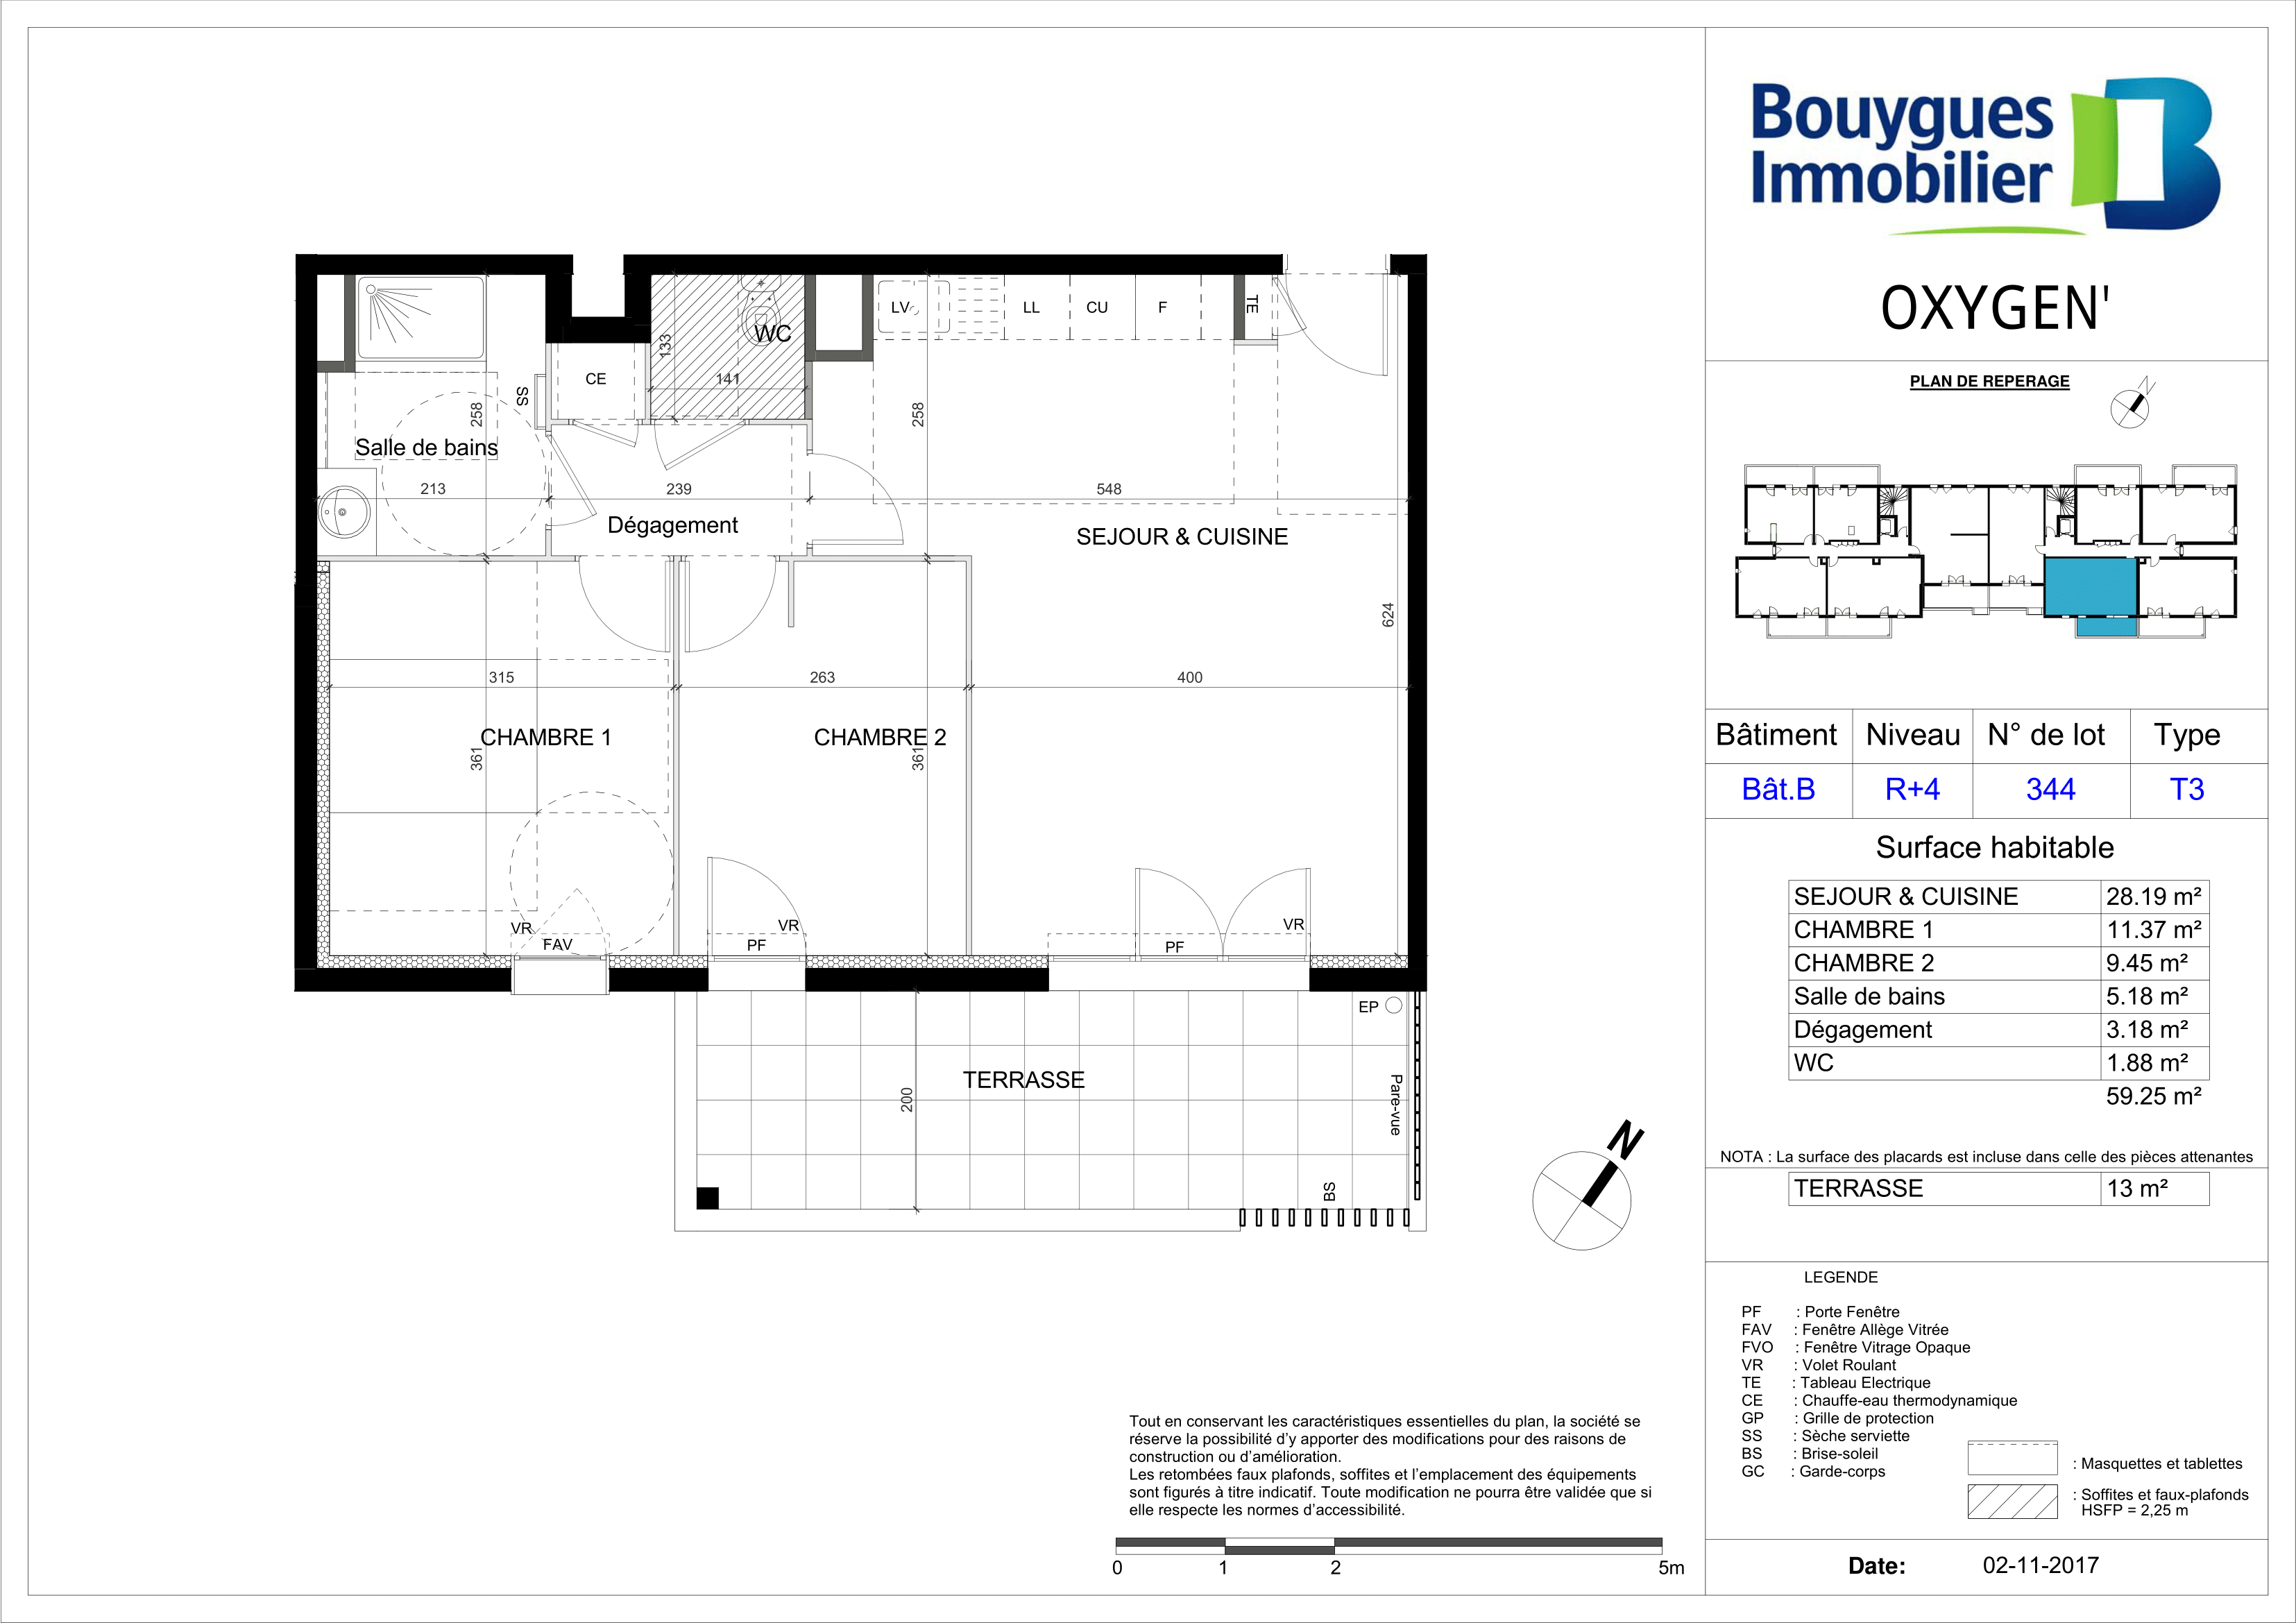 Bouygues
Immobilier
OXYGEN'
PLAN DE REPERAGE
N
Bâtiment Niveau N° de lot Type
Bât.B R+4 344 T3
Surface habitable
SEJOUR & CUISINE 28.19 m²
CHAMBRE 1 11.37 m²
CHAMBRE 2 9.45 m²
Salle de bains 5.18 m²
Dégagement 3.18 m²
WC 1.88 m²
59.25 m²
NOTA : La surface des placards est incluse dans celle des pièces attenantes
TERRASSE 13 m²
LEGENDE
PF : Porte Fenêtre
FAV : Fenêtre Allège Vitrée
FVO : Fenêtre Vitrage Opaque
VR : Volet Roulant
TE : Tableau Electrique
CE : Chauffe-eau thermodynamique
GP : Grille de protection
SS : Sèche serviette
BS : Brise-soleil
GC : Garde-corps
: Masquettes et tablettes
: Soffites et faux-plafonds
HSFP = 2,25 m
Date: 02-11-2017
LV LL CU F TE
WC
133
141
CE
SS
258
258
Salle de bains
213 239 548
Dégagement
SEJOUR & CUISINE
624
315 263 400
CHAMBRE 1 CHAMBRE 2
361 361
VR VR VR
FAV PF PF
EP
TERRASSE
200
Pare-vue
BS
N
Tout en conservant les caractéristiques essentielles du plan, la société se
réserve la possibilité d'y apporter des modifications pour des raisons de
construction ou d'amélioration.
Les retombées faux plafonds, soffites et l'emplacement des équipements
sont figurés à titre indicatif. Toute modification ne pourra être validée que si
elle respecte les normes d'accessibilité.
0 1 2 5m